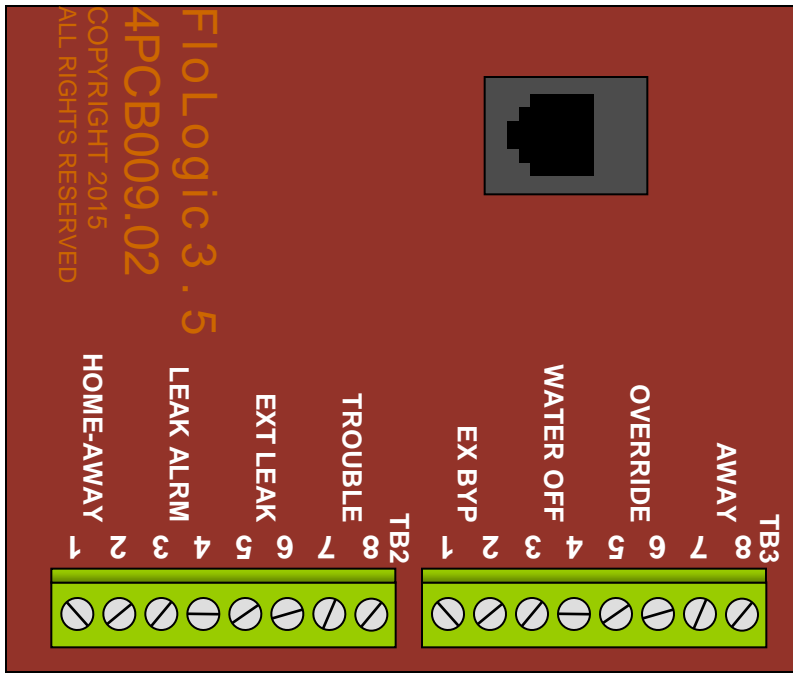 FloLogic3.5
4PCB009.02
COPYRIGHT 2015
ALL RIGHTS RESERVED
HOME-AWAY
LEAK ALRM
EXT LEAK
TROUBLE
TB2
1 2 3 4 5 6 7 8
EX BYP
WATER OFF
OVERRIDE
AWAY
TB3
1 2 3 4 5 6 7 8